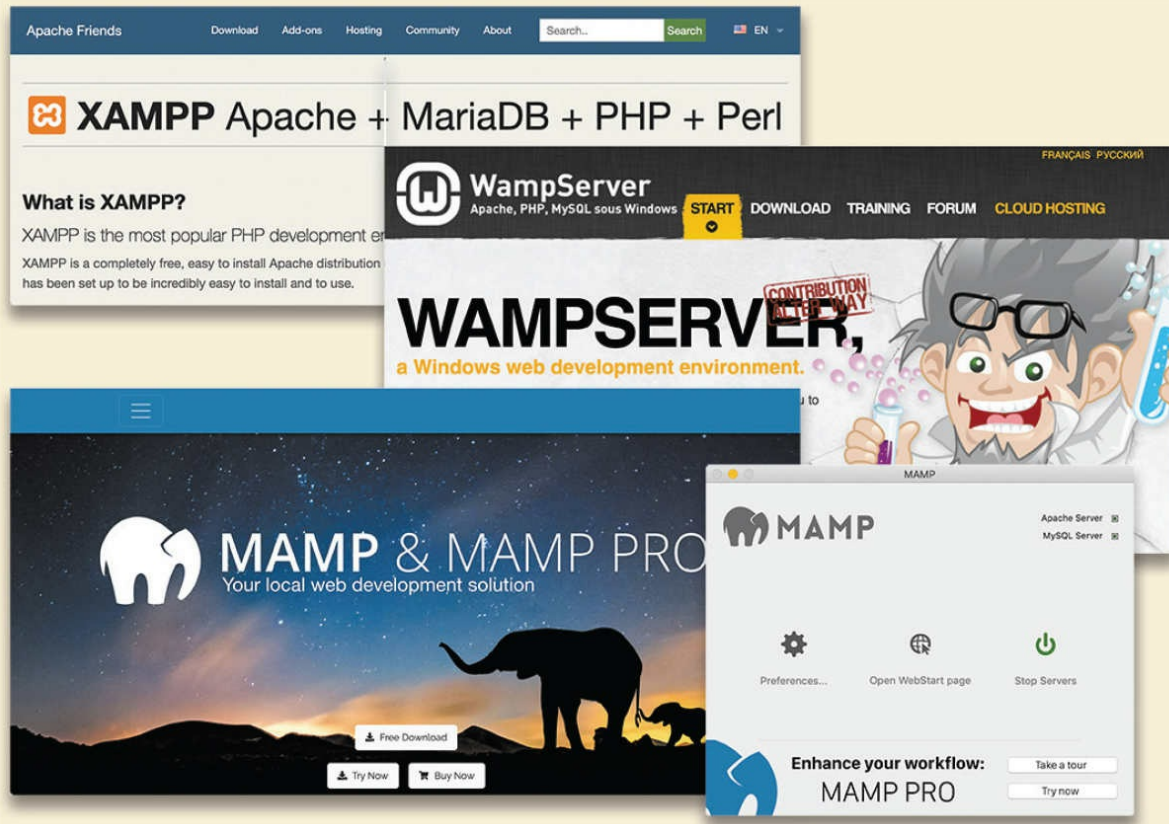 Apache Friends
Download Add-ons Hosting Community About Search.. Search EN
XAMPP Apache + MariaDB + PHP + Perl
What is XAMPP?
XAMPP is the most popular PHP development
XAMPP is a completely free, easy to install Apache distribution
has been set up to be incredibly easy to install and to use.
FRANÇAIS РУССКИЙ
WampServer
Apache, PHP, MySQL sous Windows
START DOWNLOAD TRAINING FORUM CLOUD HOSTING
CONTRIBUTION
ALTER WAY
WAMPSERVER,
a Windows web development environment.
to
MAMP & MAMP PRO
Your local web development solution
Free Download
Try Now Buy Now
MAMP
MAMP
Apache Server
MySQL Server
Preferences... Open WebStart page Stop Servers
Enhance your workflow:
MAMP PRO
Take a tour
Try now